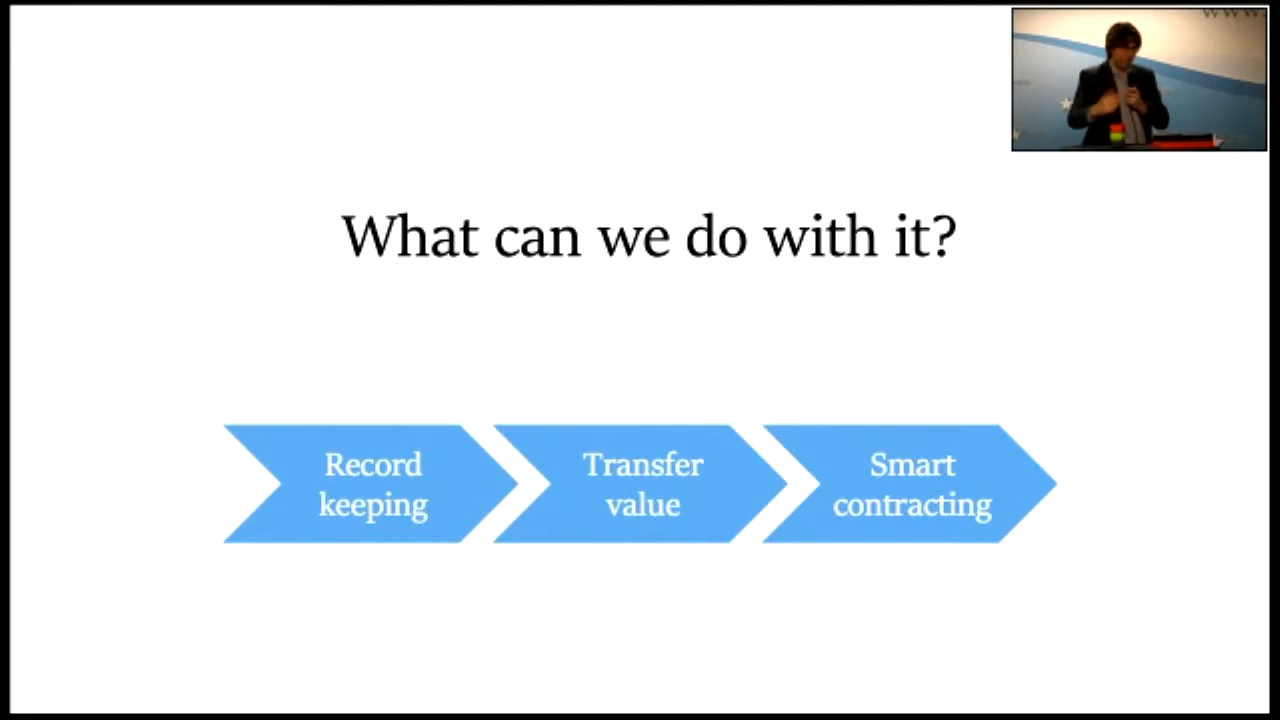 What can we do with it?
Record
keeping
Transfer
value
Smart
contracting